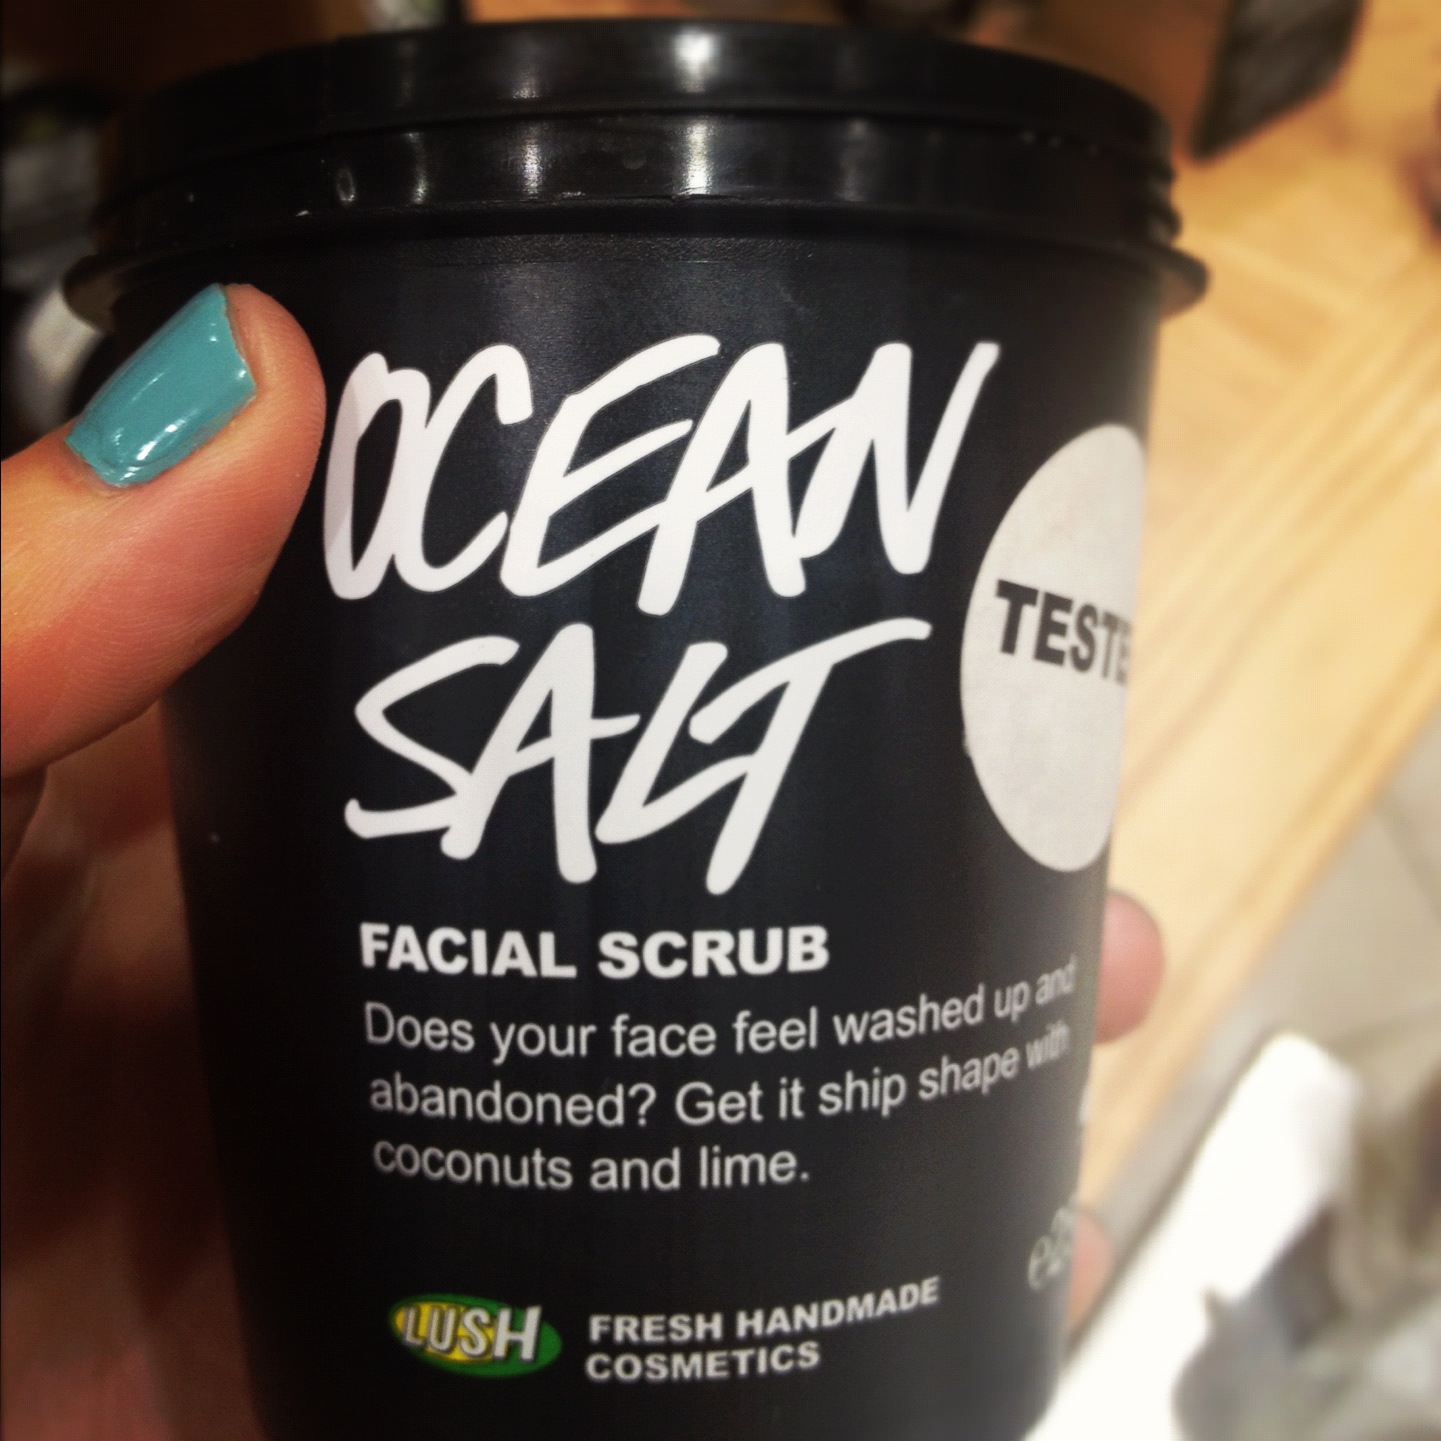 OCEAN
SALT
FACIAL SCRUB
Does your face feel washed up and
abandoned? Get it ship shape with
coconuts and lime.
LUSH
FRESH HANDMADE
COSMETICS